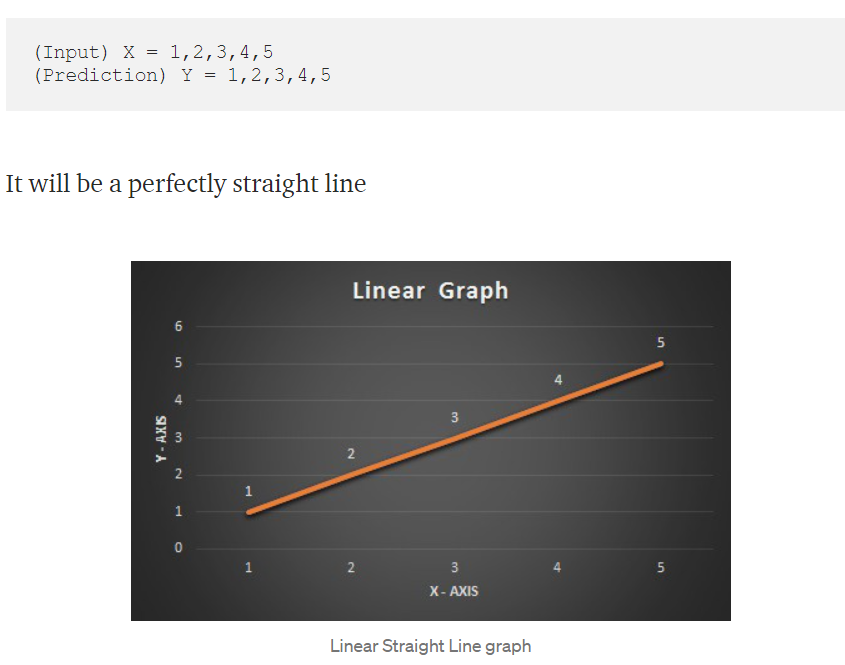 (Input) X = 1,2,3,4,5
(Prediction) Y = 1,2,3,4,5
It will be a perfectly straight line
Linear Graph
6
5
4
3
2
1
0
Y - AXIS
1
2
3
4
5
1 2 3 4 5
X - AXIS
Linear Straight Line graph